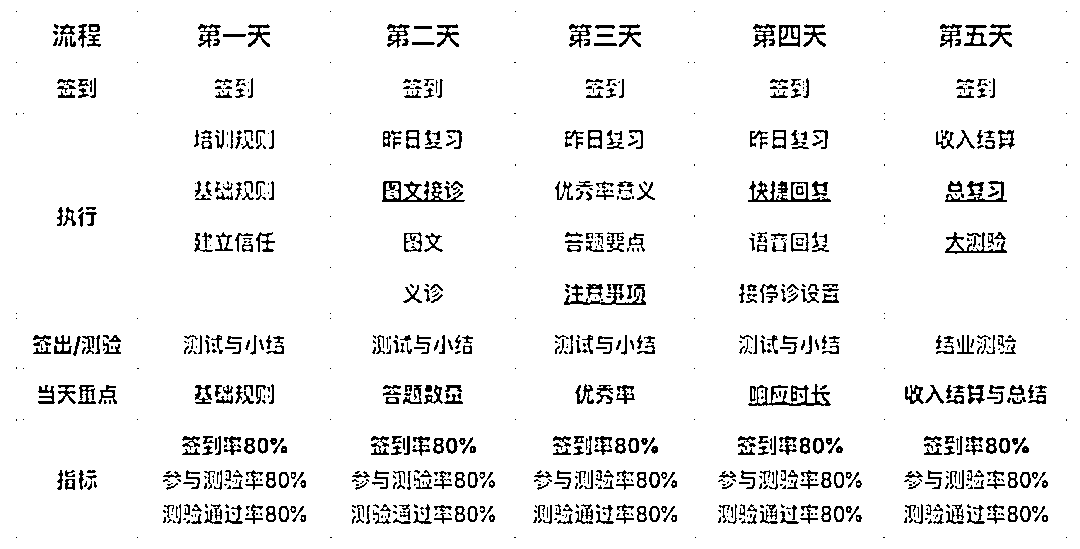 流程 第一天 第二天 第三天 第四天 第五天
签到 签到 签到 签到 签到 签到
培训规则 昨日复习 昨日复习 昨日复习 收入结算
基础规则 图文接诊 优秀率意义 快捷回复 总复习
执行
建立信任 图文 答题要点 语音回复 大测验
义诊 注意事项 接停诊设置
签出/测验 测试与小结 测试与小结 测试与小结 测试与小结 结业测验
当天重点 基础规则 答题数量 优秀率 响应时长 收入结算与总结
签到率80% 签到率80% 签到率80% 签到率80% 签到率80%
指标 参与测验率80% 参与测验率80% 参与测验率80% 参与测验率80% 参与测验率80%
测验通过率80% 测验通过率80% 测验通过率80% 测验通过率80% 测验通过率80%